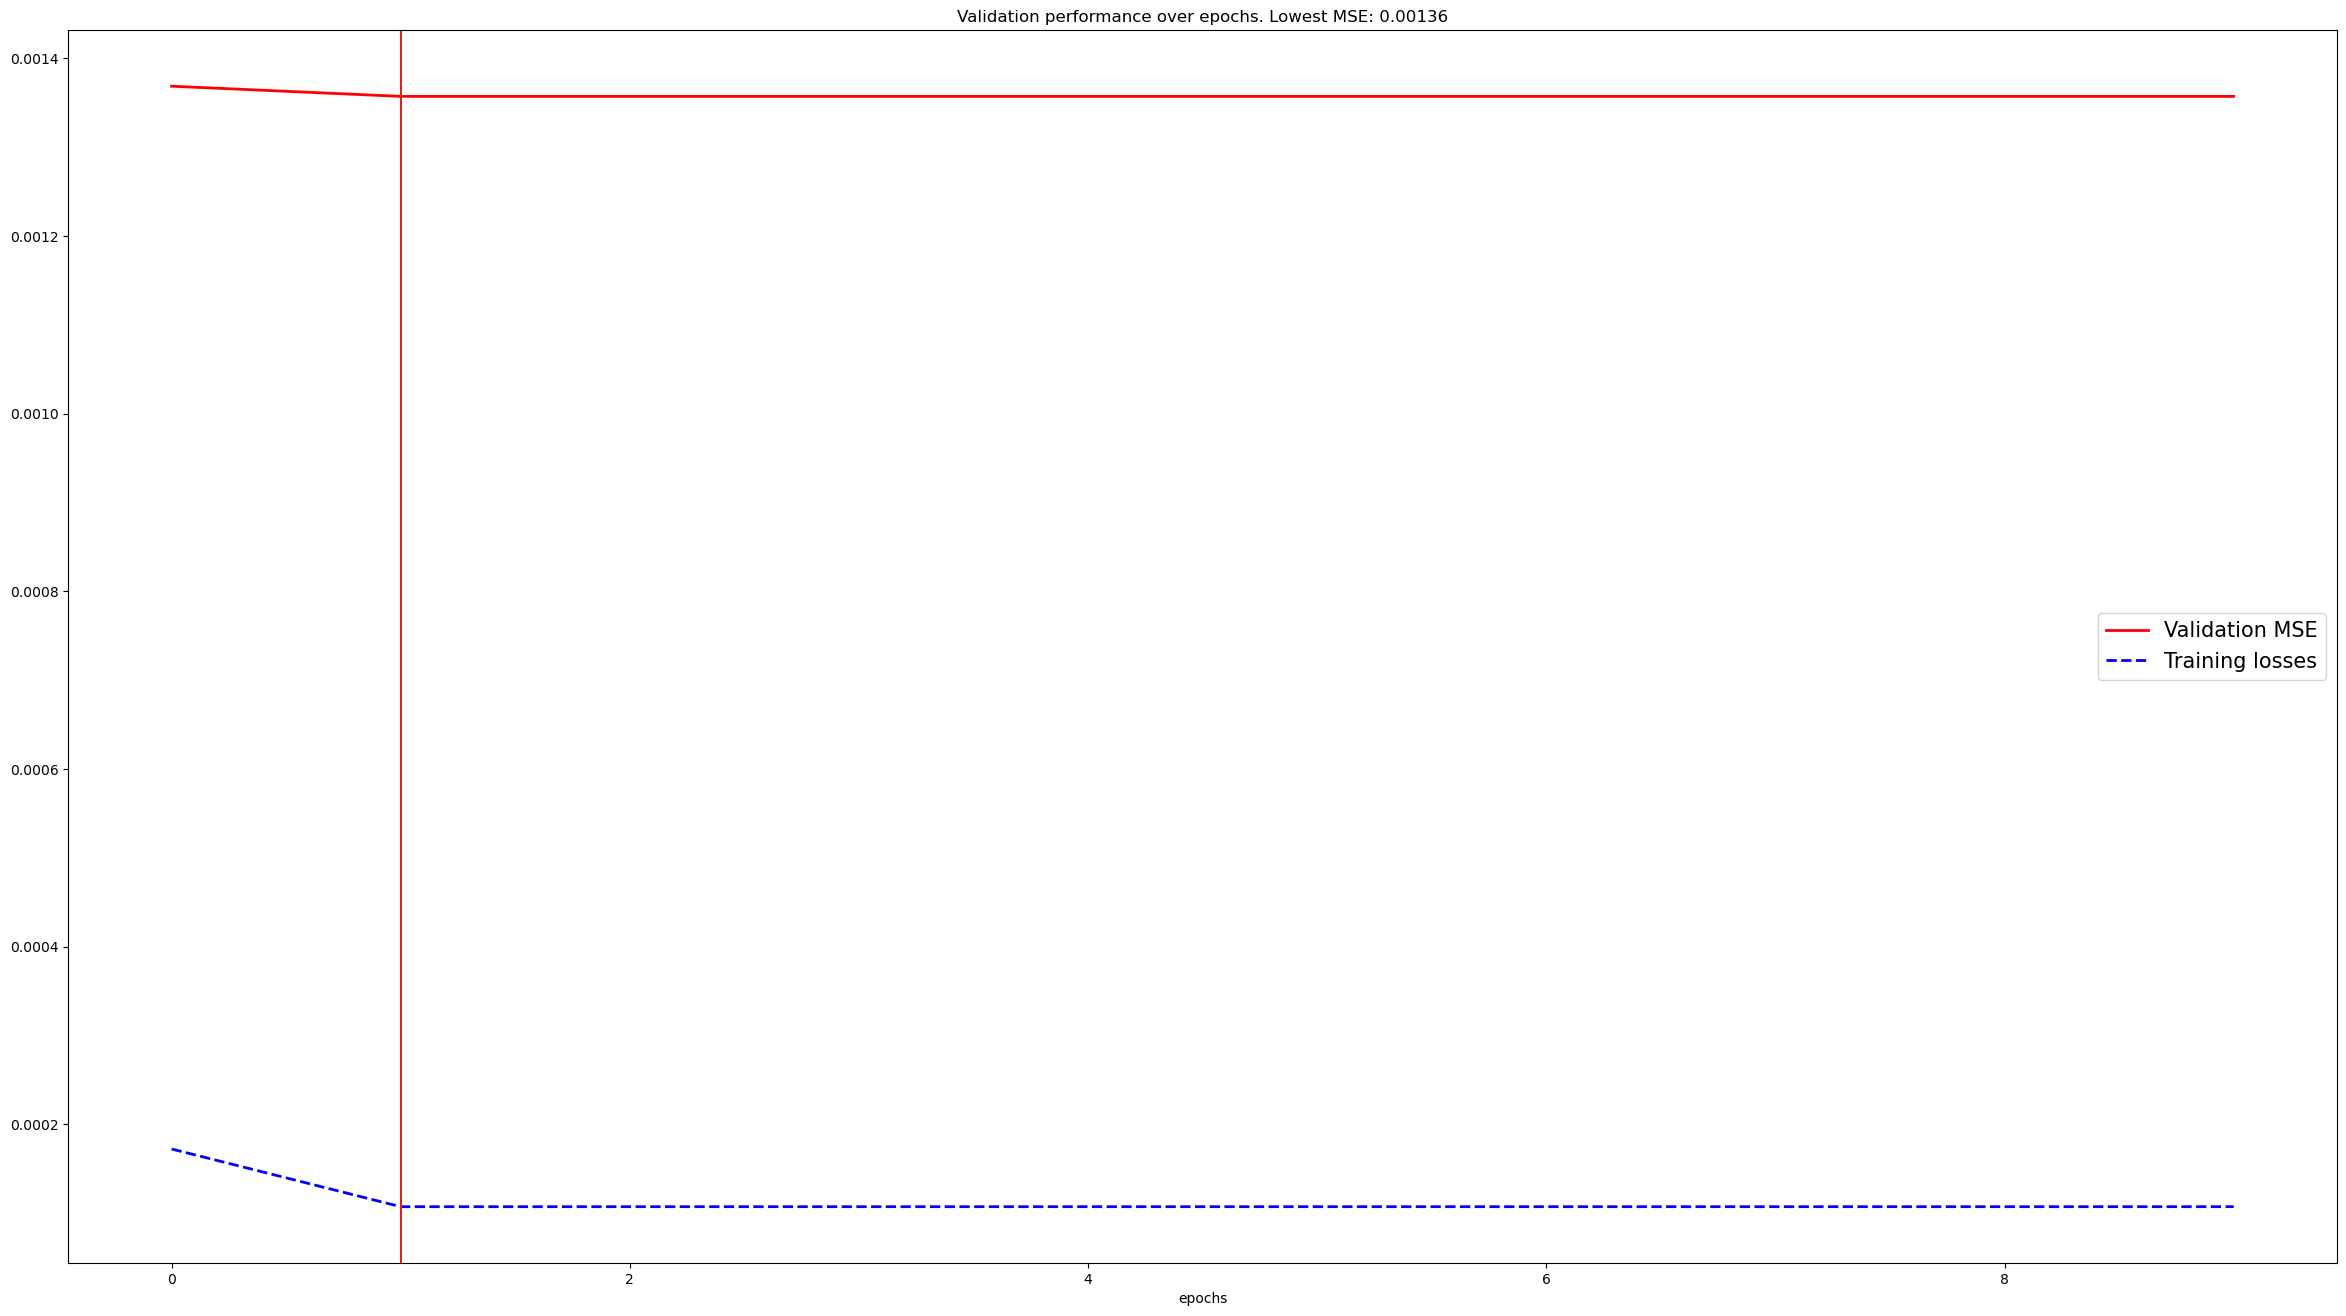 Validation performance over epochs. Lowest MSE: 0.00136
0.0014
0.0012
0.0010
0.0008
0.0006
0.0004
0.0002
Validation MSE
Training losses
0 2 4 6 8
epochs